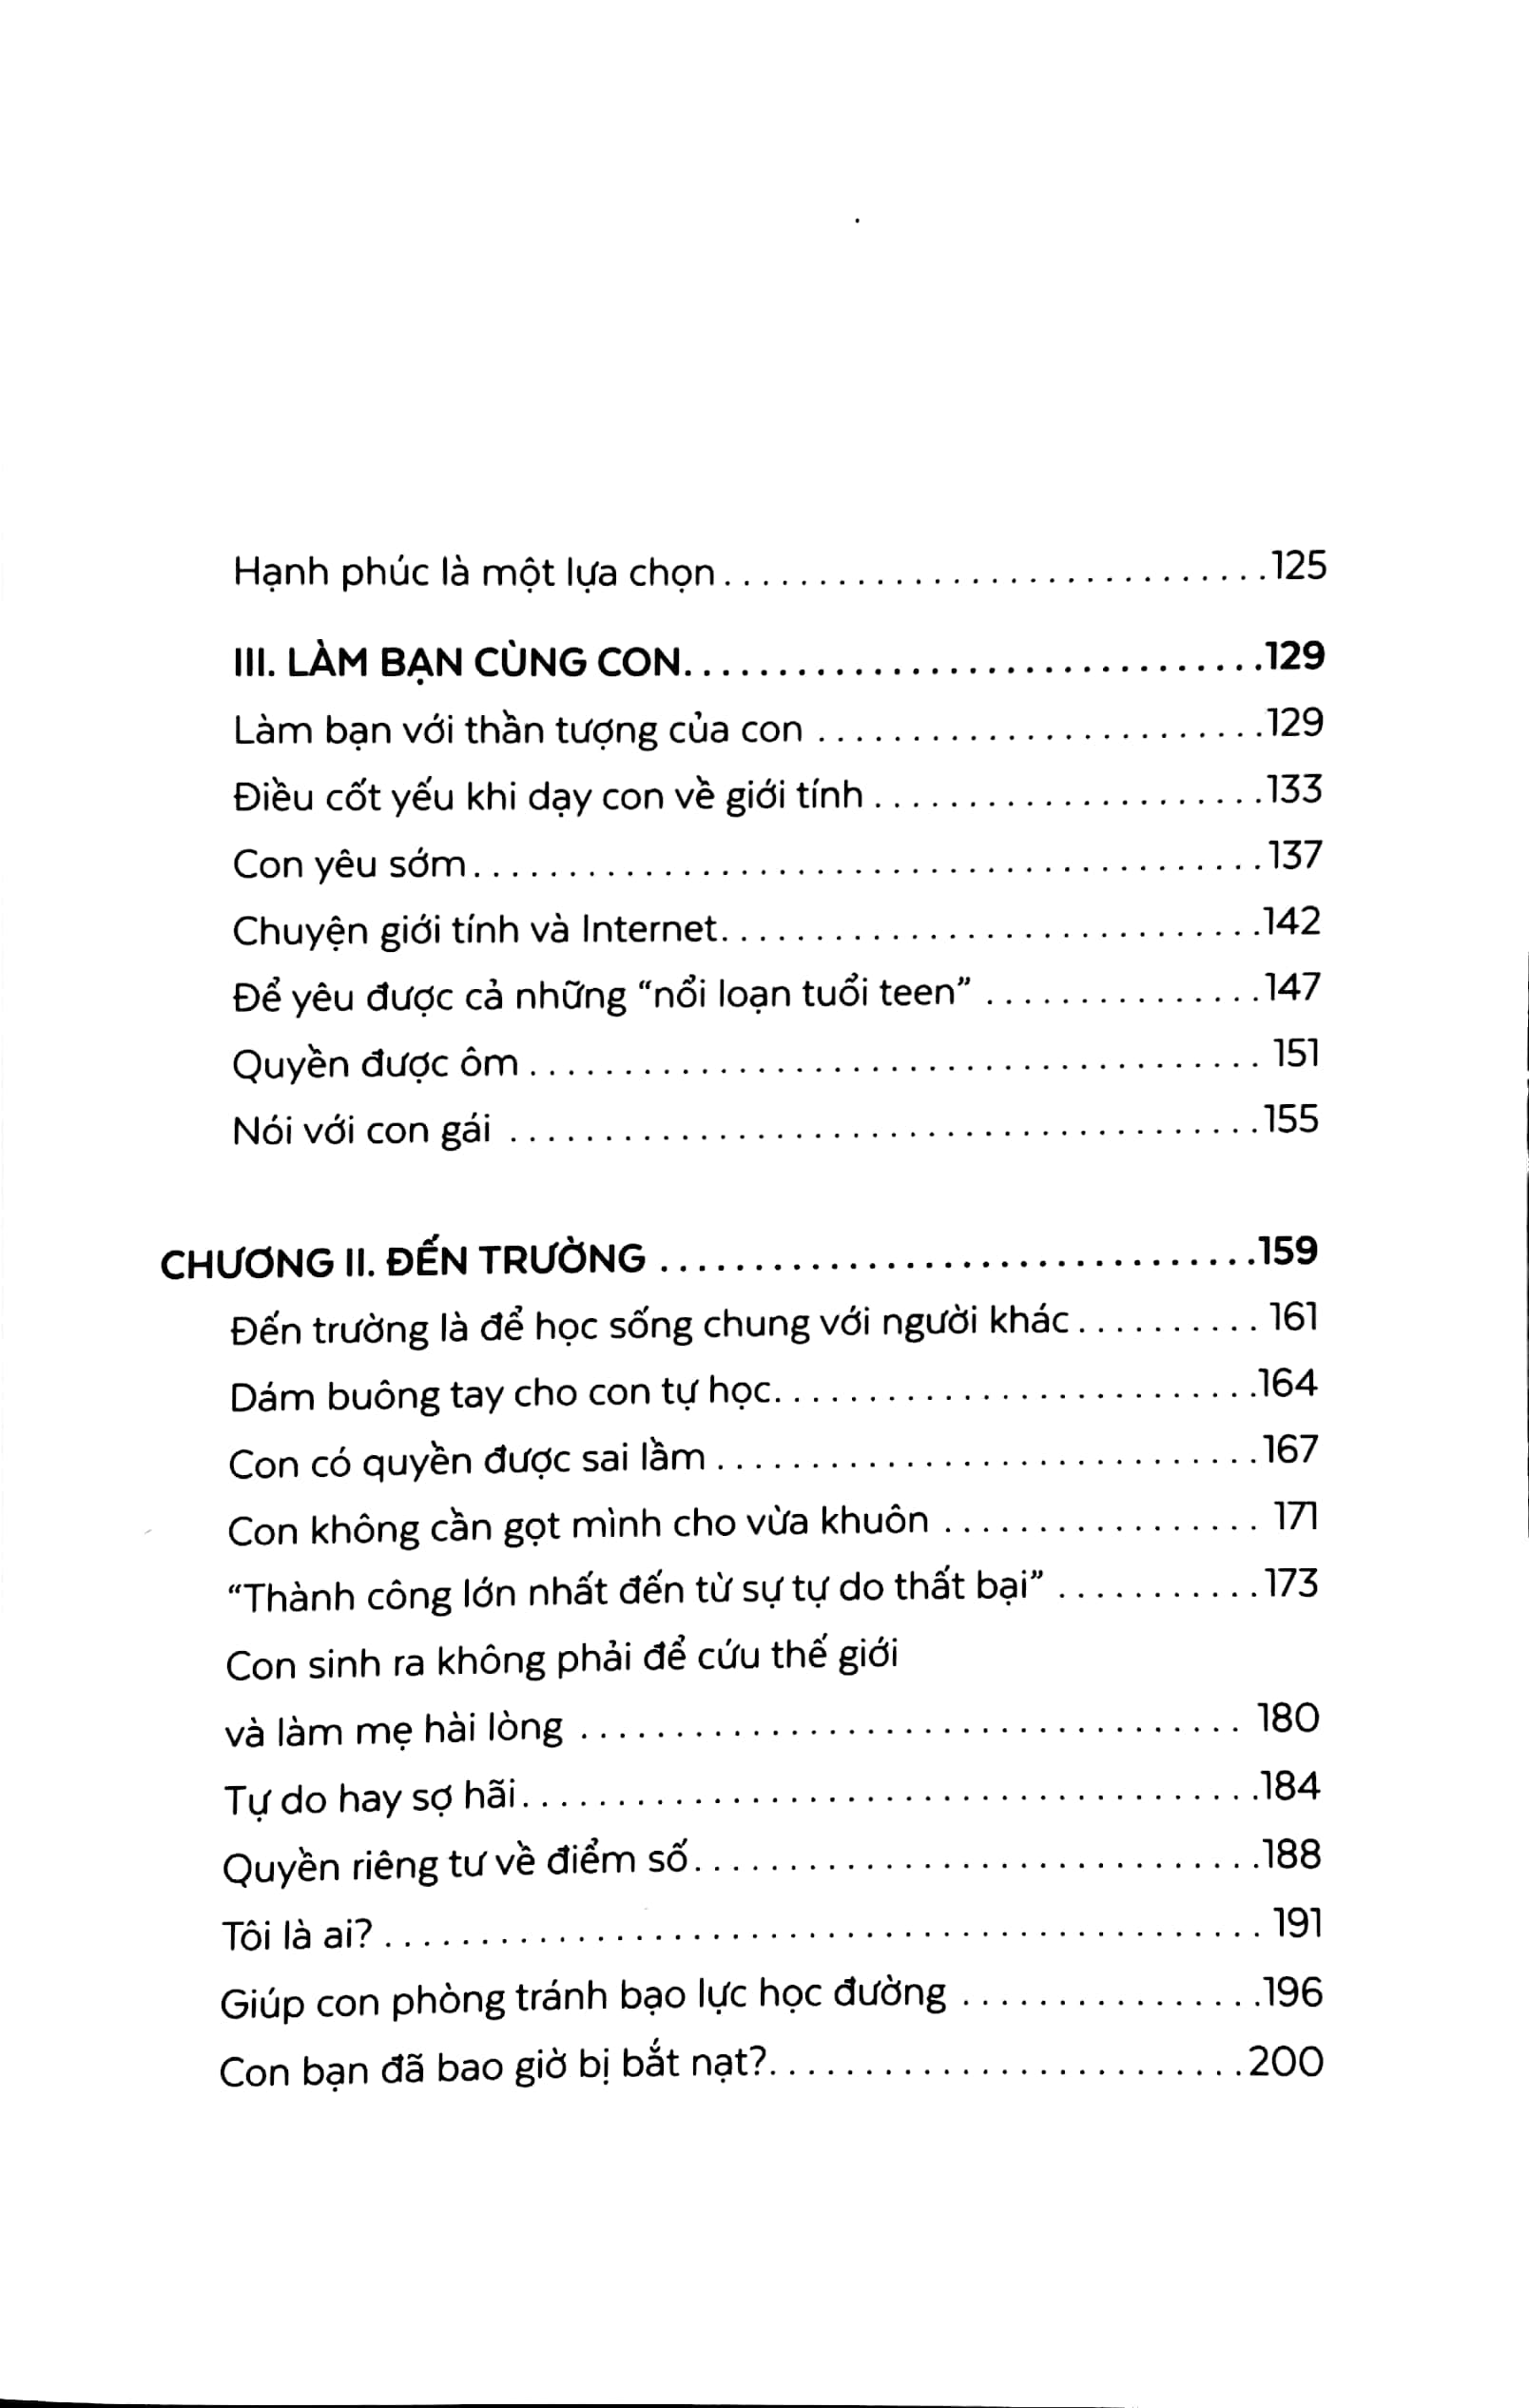 Hạnh phúc là một lựa chọn.............................125
III. LÀM BẠN CÙNG CON................................129
Làm bạn với thần tượng của con ........................129
Điều cốt yếu khi dạy con về giới tính .....................133
Con yêu sớm..........................................137
Chuyện giới tính và Internet.............................142
Để yêu được cả những “nổi loạn tuổi teen” ...............147
Quyền được ôm ....................................... 151
Nói với con gái ........................................155
CHƯƠNG II. ĐẾN TRƯỜNG ................................159
Đến trường là để học sống chung với người khác.......... 161
Dám buông tay cho con tự học..........................164
Con có quyền được sai lầm .............................167
Con không cần gọt mình cho vừa khuôn ................. 171
“Thành công lớn nhất đến từ sự tự do thất bại” ...........173
Con sinh ra không phải để cứu thế giới
và làm mẹ hài lòng ................................... 180
Tự do hay sợ hãi.......................................184
Quyền riêng tư về điểm số..............................188
Tôi là ai? .............................................. 191
Giúp con phòng tránh bạo lực học đường ................196
Con bạn đã bao giờ bị bắt nạt?.........................200